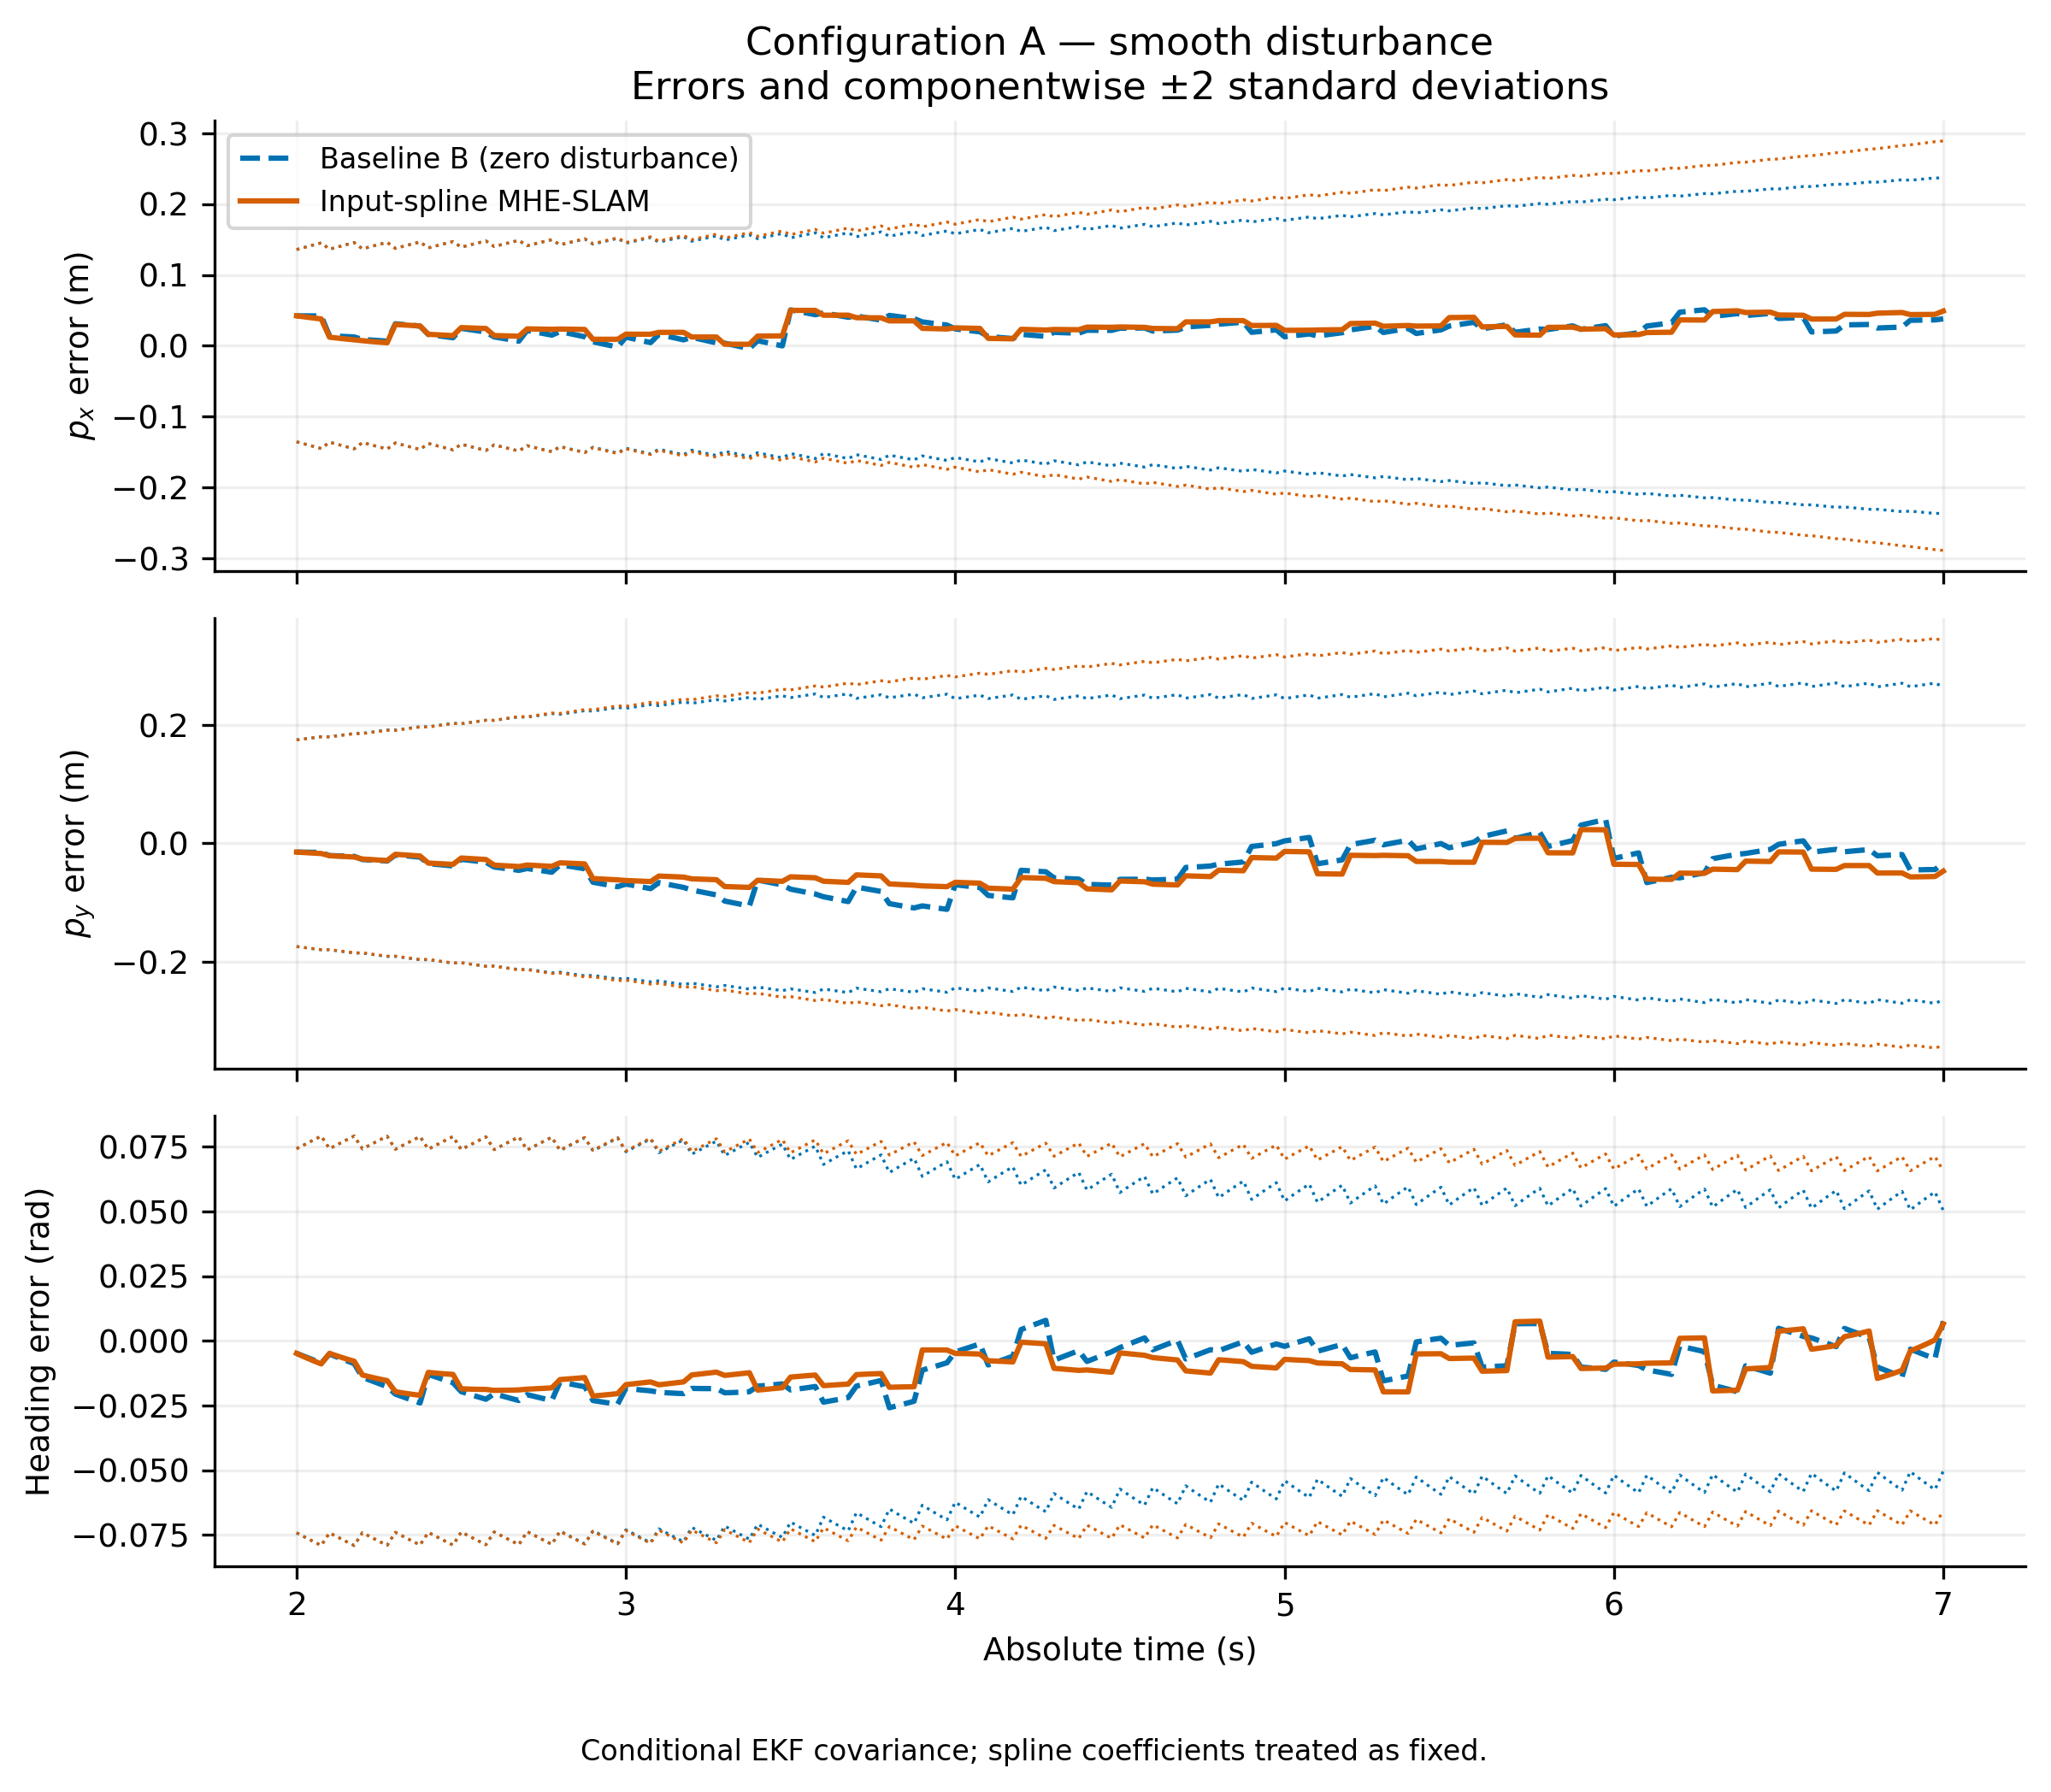 Configuration A — smooth disturbance
Errors and componentwise ±2 standard deviations
Baseline B (zero disturbance)
Input-spline MHE-SLAM
0.3
0.2
0.1
0.0
−0.1
−0.2
−0.3
pₓ error (m)
0.2
0.0
−0.2
p_y error (m)
0.075
0.050
0.025
0.000
−0.025
−0.050
−0.075
Heading error (rad)
2 3 4 5 6 7
Absolute time (s)
Conditional EKF covariance; spline coefficients treated as fixed.